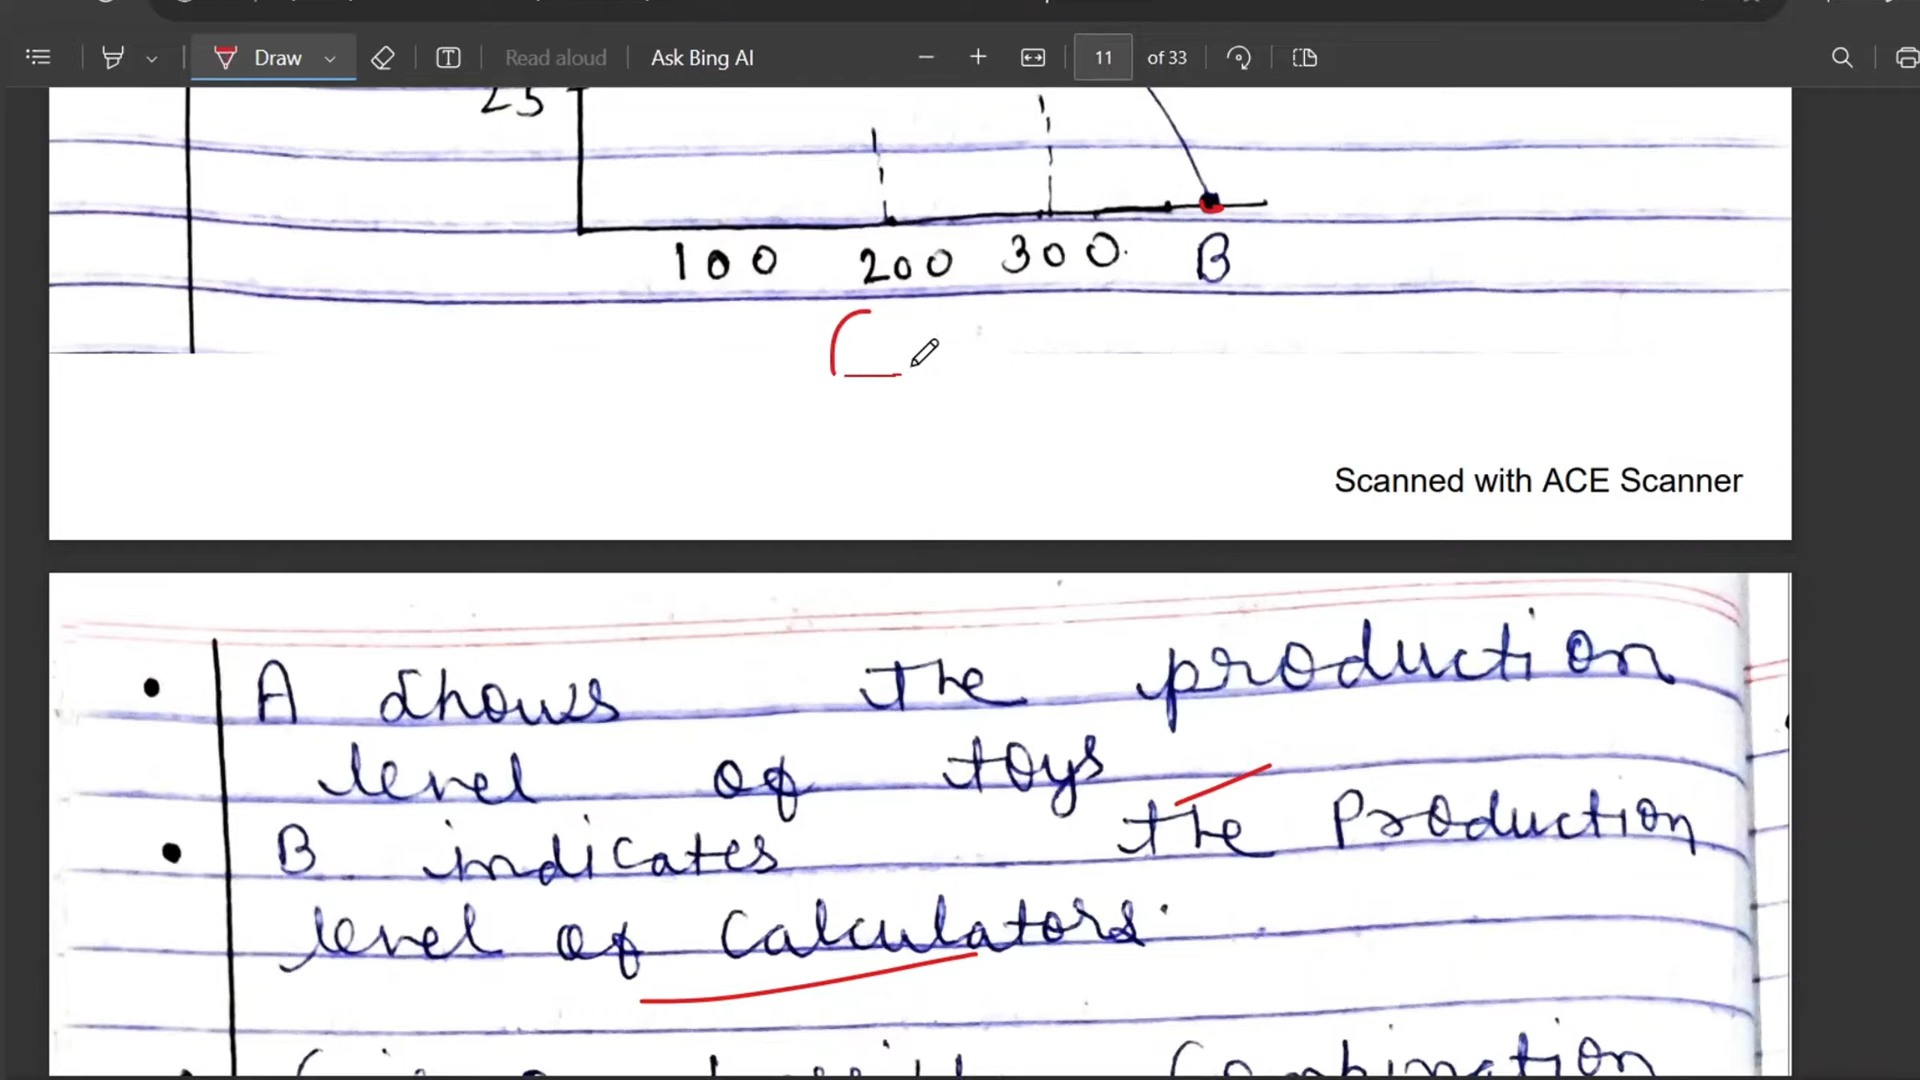 Draw Read aloud Ask Bing AI 11 of 33
25
100 200 300 B
Scanned with ACE Scanner
A shows the production
level of toys
B indicates the Production
level of Calculators.
Combination